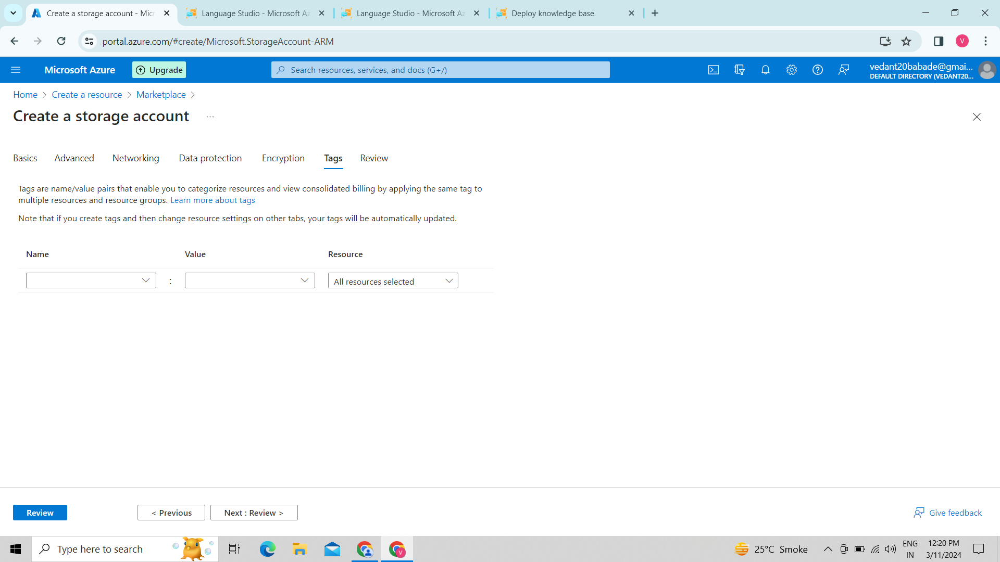 Create a storage account - Micr
Language Studio - Microsoft Az
Language Studio - Microsoft Az
Deploy knowledge base
portal.azure.com/#create/Microsoft.StorageAccount-ARM
V
Microsoft Azure
Upgrade
Search resources, services, and docs (G+/)
vedant20babade@gmai...
DEFAULT DIRECTORY (VEDANT20...
Home > Create a resource > Marketplace >
Create a storage account ...
Basics Advanced Networking Data protection Encryption Tags Review
Tags are name/value pairs that enable you to categorize resources and view consolidated billing by applying the same tag to
multiple resources and resource groups. Learn more about tags
Note that if you create tags and then change resource settings on other tabs, your tags will be automatically updated.
Name Value Resource
: All resources selected
Review < Previous Next : Review > Give feedback
Type here to search
25°C Smoke
ENG
IN
12:20 PM
3/11/2024